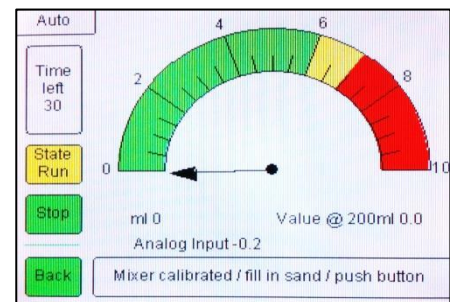 Auto
4
6
Time
left
30
2
8
State
Run
0
10
Stop
ml 0 Value @ 200ml 0.0
Analog Input -0.2
Back
Mixer calibrated / fill in sand / push button